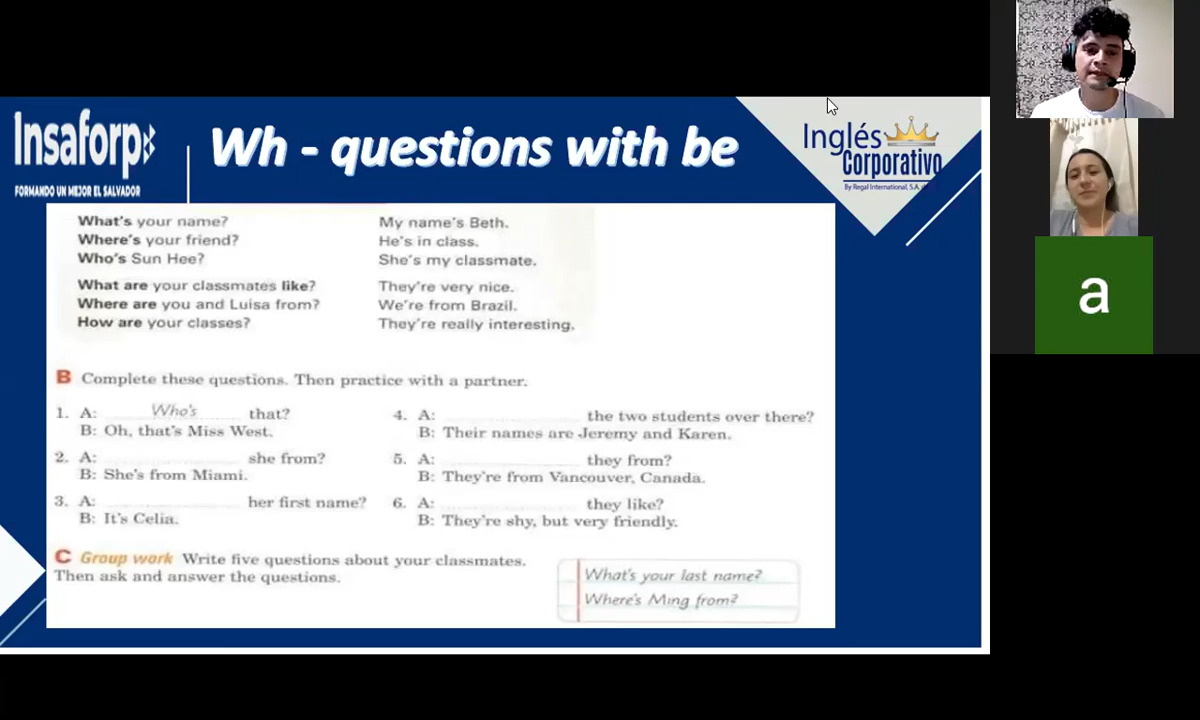 Insaforp
FORMANDO UN MEJOR EL SALVADOR
Wh - questions with be
Inglés
Corporativo
By Regal International, S.A.
What's your name? My name's Beth.
Where's your friend? He's in class.
Who's Sun Hee? She's my classmate.
What are your classmates like? They're very nice.
Where are you and Luisa from? We're from Brazil.
How are your classes? They're really interesting.
B Complete these questions. Then practice with a partner.
1. A: Who's that?
B: Oh, that's Miss West.
2. A: she from?
B: She's from Miami.
3. A: her first name?
B: It's Celia.
4. A: the two students over there?
B: Their names are Jeremy and Karen.
5. A: they from?
B: They're from Vancouver, Canada.
6. A: they like?
B: They're shy, but very friendly.
C Group work Write five questions about your classmates.
Then ask and answer the questions.
What's your last name?
Where's Ming from?
a